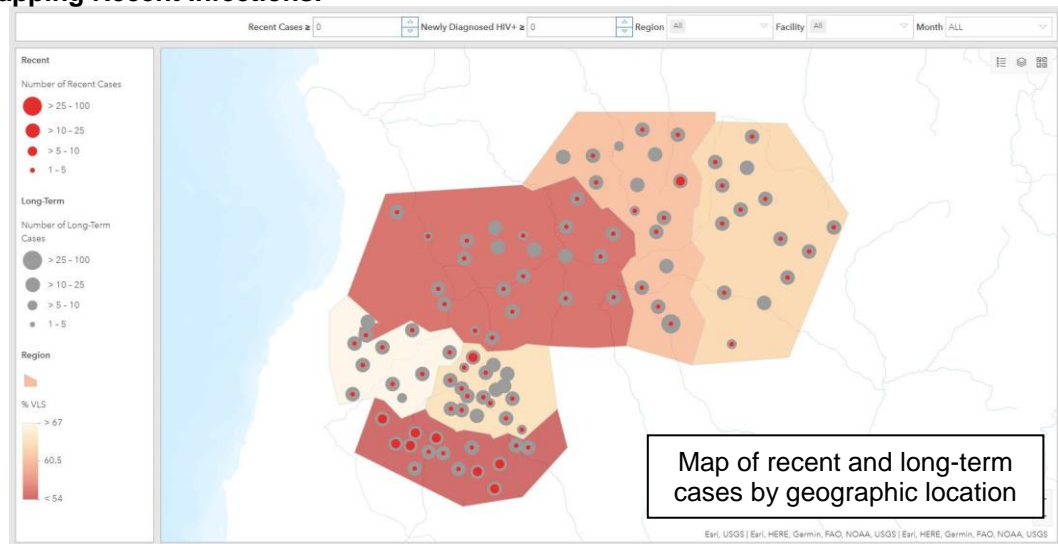 apping Recent Infections:
Recent Cases ≥ 0 Newly Diagnosed HIV+ ≥ 0 Region All Facility All Month ALL
Recent
Number of Recent Cases
> 25 - 100
> 10 - 25
> 5 - 10
1 - 5
Long-Term
Number of Long-Term
Cases
> 25 - 100
> 10 - 25
> 5 - 10
1 - 5
Region
% VLS
> 67
60.5
< 54
Map of recent and long-term
cases by geographic location
Esri, USGS | Esri, HERE, Garmin, FAO, NOAA, USGS | Esri, HERE, Garmin, FAO, NOAA, USGS